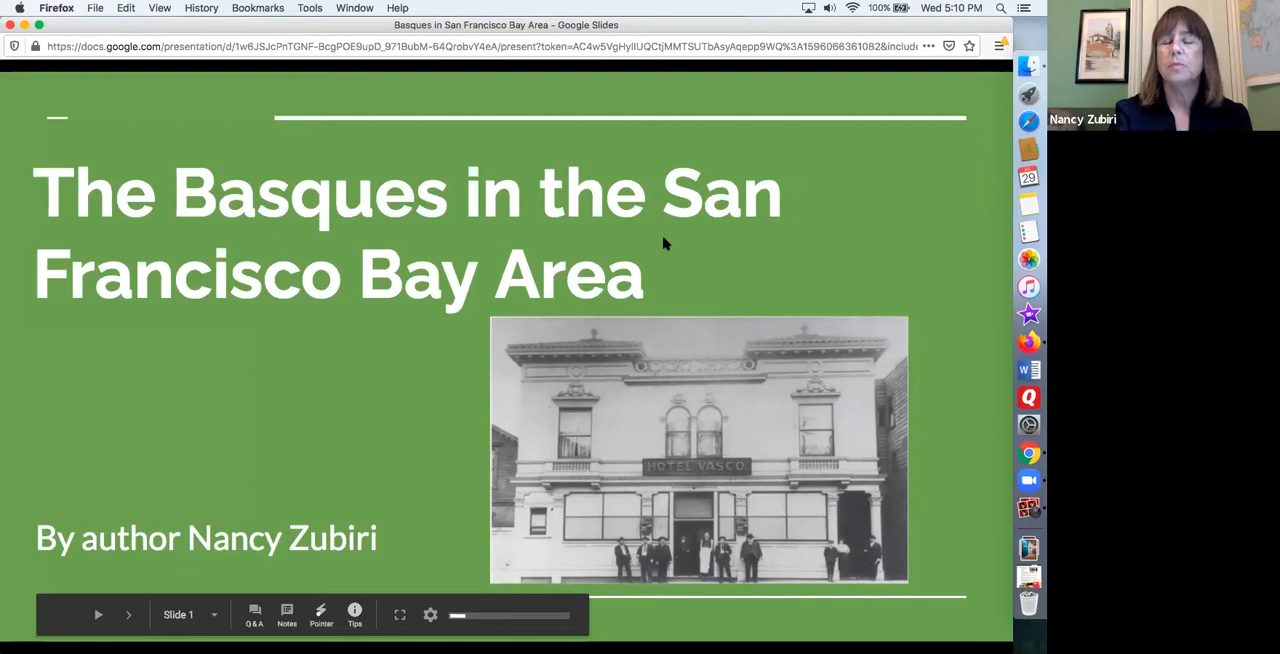 Firefox File Edit View History Bookmarks Tools Window Help 100% Wed 5:10 PM
Basques in San Francisco Bay Area - Google Slides
The Basques in the San
Francisco Bay Area
HOTEL VASCO.
By author Nancy Zubiri
Slide 1
Q & A Notes Pointer Tips
Nancy Zubiri
29
W
Q